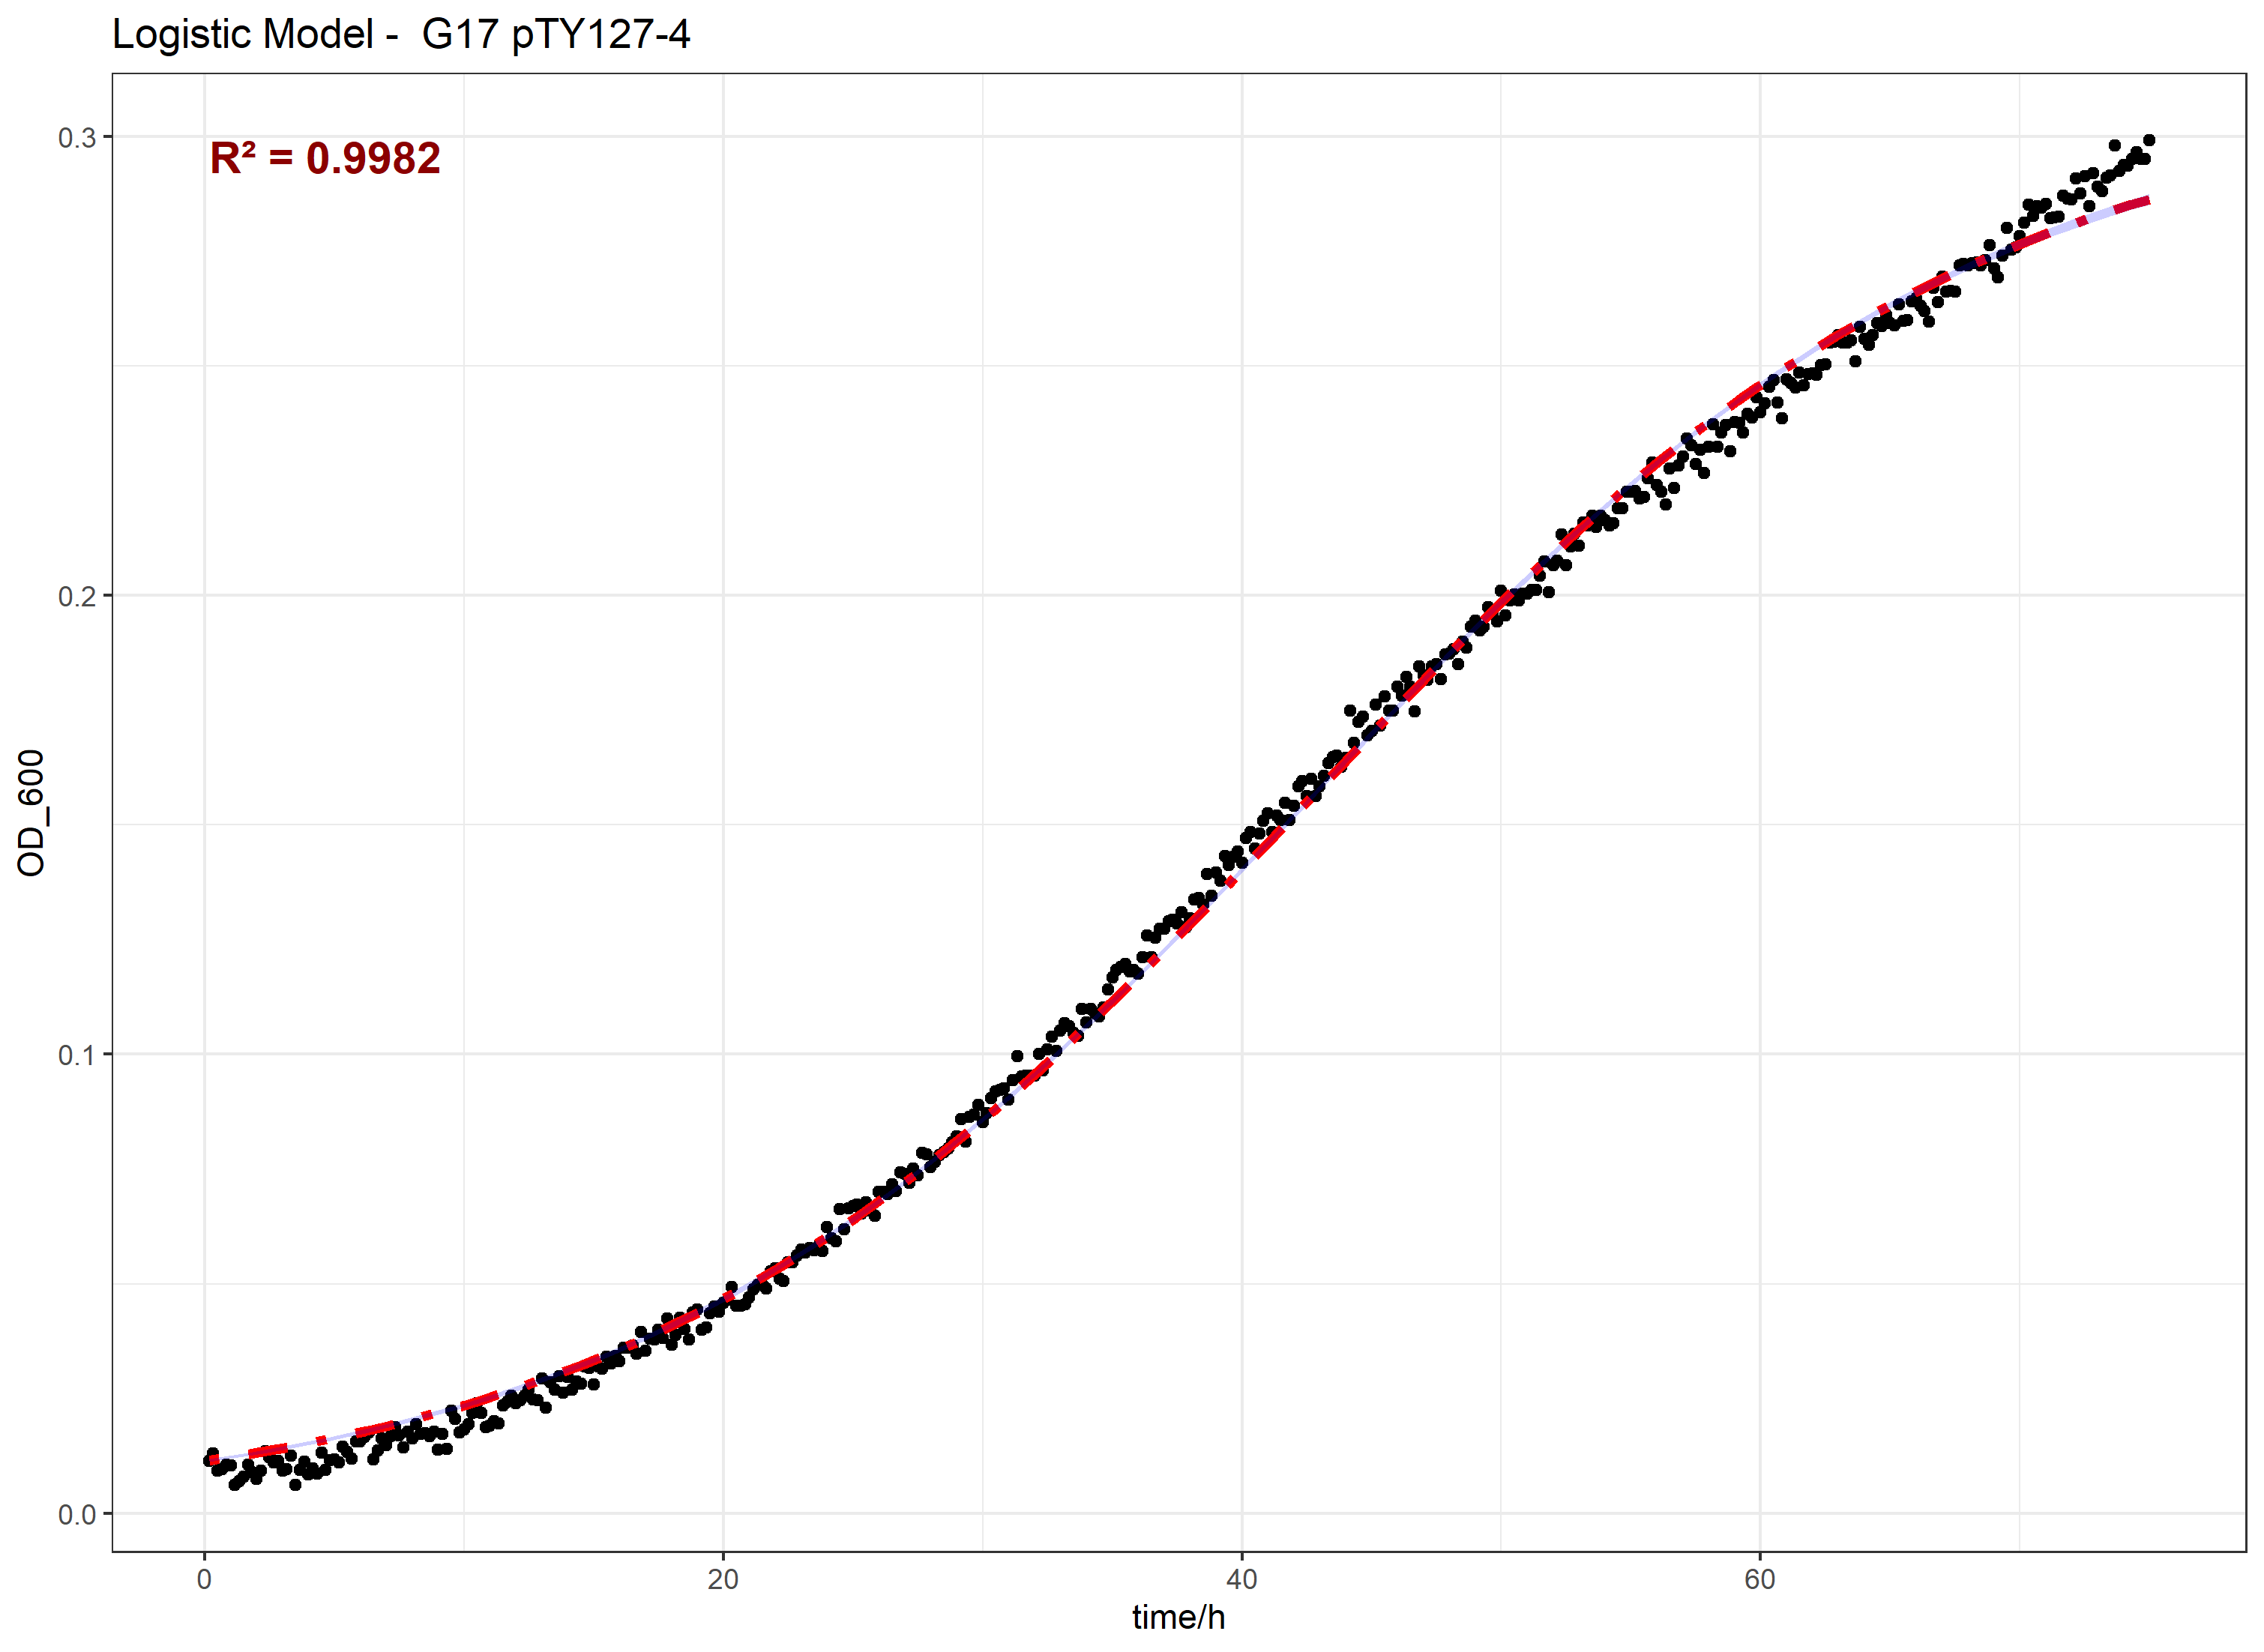 Logistic Model -  G17 pTY127-4
R² = 0.9982
0.3
0.2
0.1
0.0
OD_600
0 20 40 60
time/h